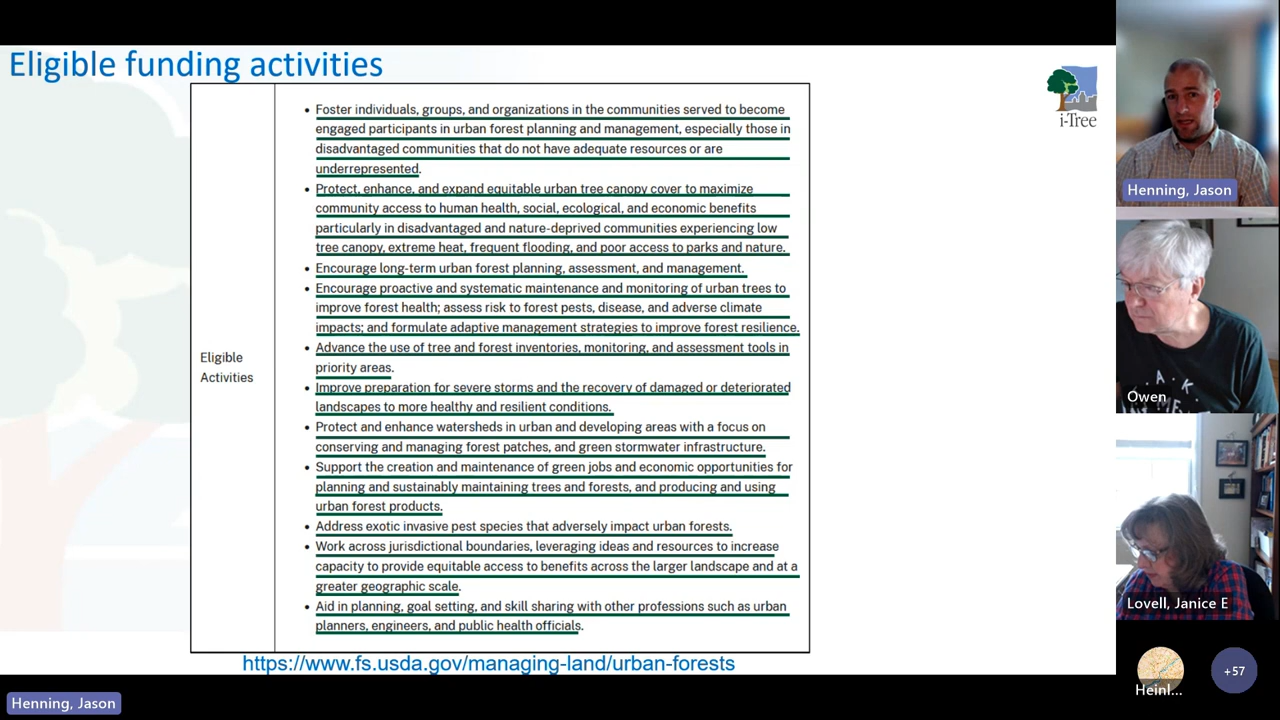 Eligible funding activities
i-Tree
Eligible
Activities
• Foster individuals, groups, and organizations in the communities served to become
engaged participants in urban forest planning and management, especially those in
disadvantaged communities that do not have adequate resources or are
underrepresented.
• Protect, enhance, and expand equitable urban tree canopy cover to maximize
community access to human health, social, ecological, and economic benefits
particularly in disadvantaged and nature-deprived communities experiencing low
tree canopy, extreme heat, frequent flooding, and poor access to parks and nature.
• Encourage long-term urban forest planning, assessment, and management.
• Encourage proactive and systematic maintenance and monitoring of urban trees to
improve forest health; assess risk to forest pests, disease, and adverse climate
impacts; and formulate adaptive management strategies to improve forest resilience.
• Advance the use of tree and forest inventories, monitoring, and assessment tools in
priority areas.
• Improve preparation for severe storms and the recovery of damaged or deteriorated
landscapes to more healthy and resilient conditions.
• Protect and enhance watersheds in urban and developing areas with a focus on
conserving and managing forest patches, and green stormwater infrastructure.
• Support the creation and maintenance of green jobs and economic opportunities for
planning and sustainably maintaining trees and forests, and producing and using
urban forest products.
• Address exotic invasive pest species that adversely impact urban forests.
• Work across jurisdictional boundaries, leveraging ideas and resources to increase
capacity to provide equitable access to benefits across the larger landscape and at a
greater geographic scale.
• Aid in planning, goal setting, and skill sharing with other professions such as urban
planners, engineers, and public health officials.
https://www.fs.usda.gov/managing-land/urban-forests
Henning, Jason
Henning, Jason
Owen
Lovell, Janice E
Heinl...
+57